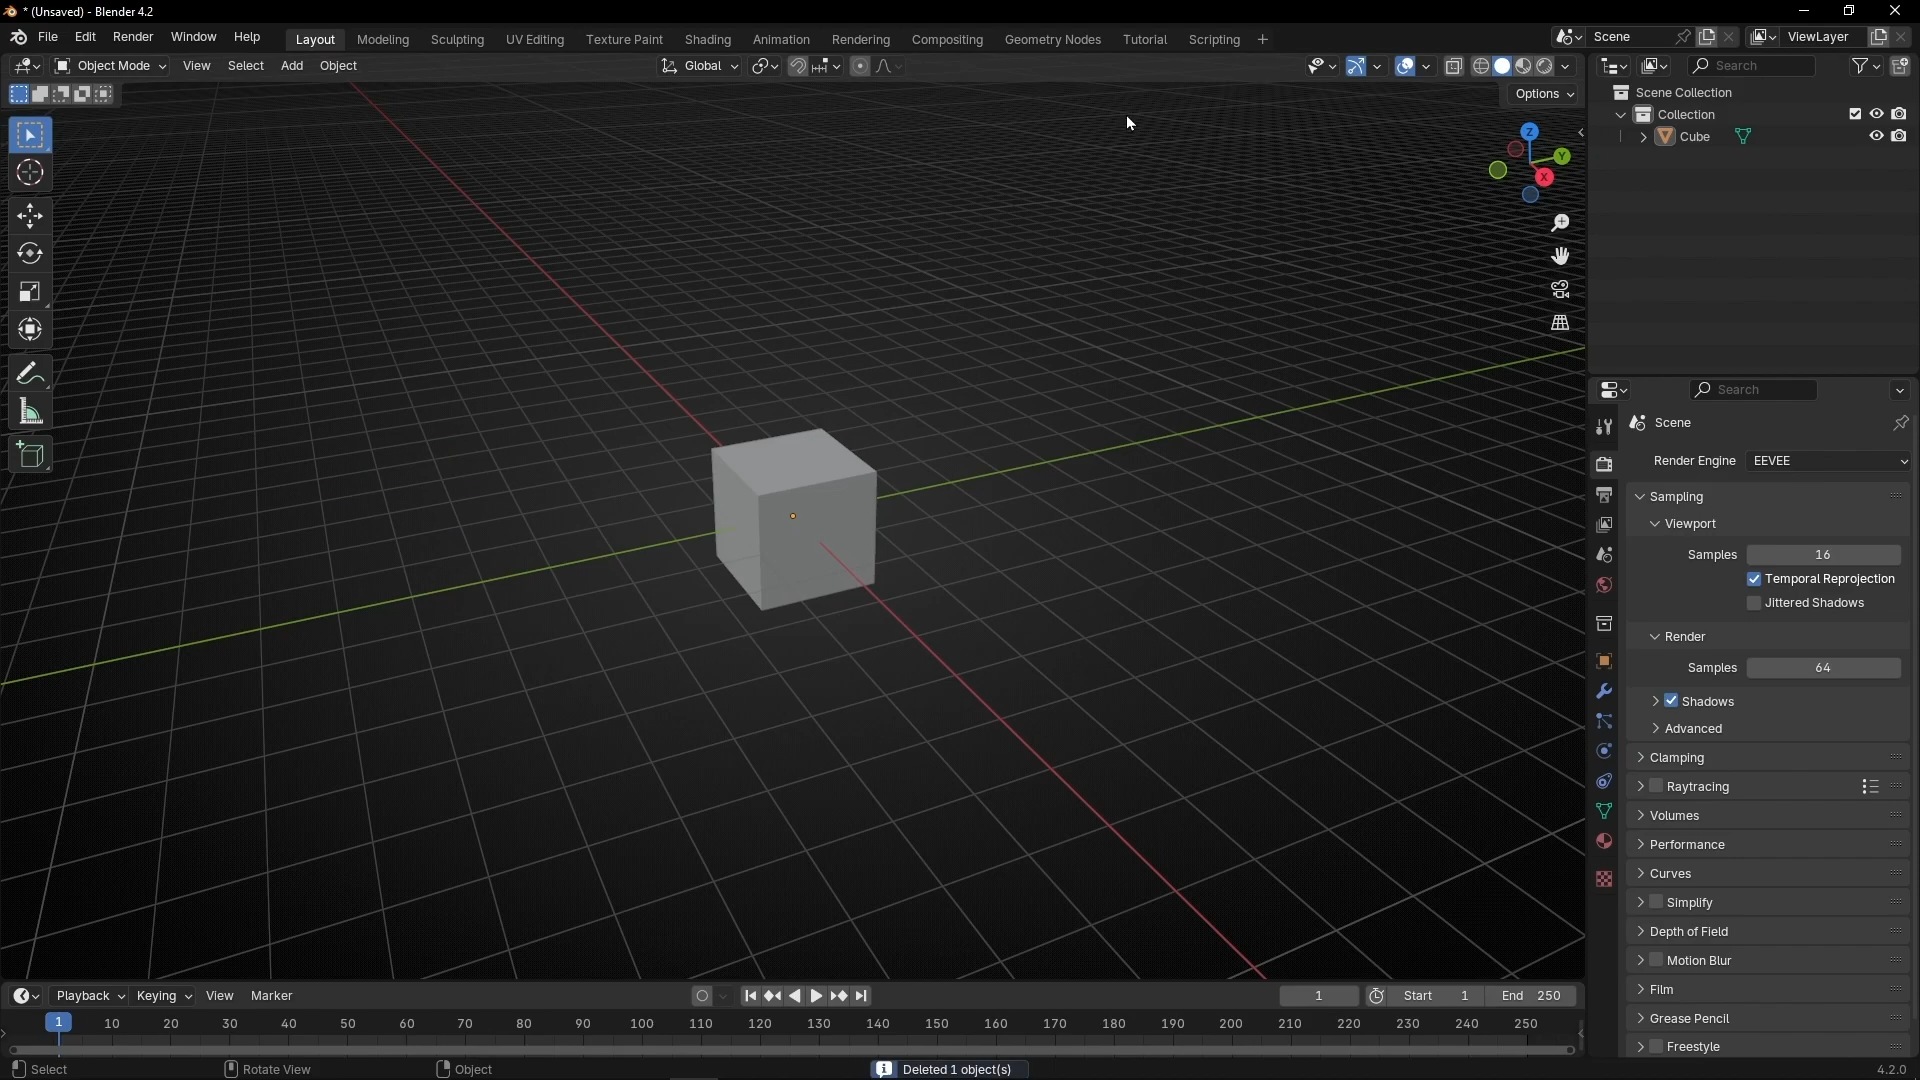 * (Unsaved) - Blender 4.2
File Edit Render Window Help Layout Modeling Sculpting UV Editing Texture Paint Shading Animation Rendering Compositing Geometry Nodes Tutorial Scripting + Scene ViewLayer
Object Mode View Select Add Object Global Search
Options
Scene Collection
Collection
Cube
Z
Y
X
Search
Scene
Render Engine EEVEE
Sampling
Viewport
Samples 16
Temporal Reprojection
Jittered Shadows
Render
Samples 64
Shadows
Advanced
Clamping
Raytracing
Volumes
Performance
Curves
Simplify
Depth of Field
Motion Blur
Film
Grease Pencil
Freestyle
Playback Keying View Marker 1 Start 1 End 250
1 10 20 30 40 50 60 70 80 90 100 110 120 130 140 150 160 170 180 190 200 210 220 230 240 250
Select Rotate View Object Deleted 1 object(s) 4.2.0